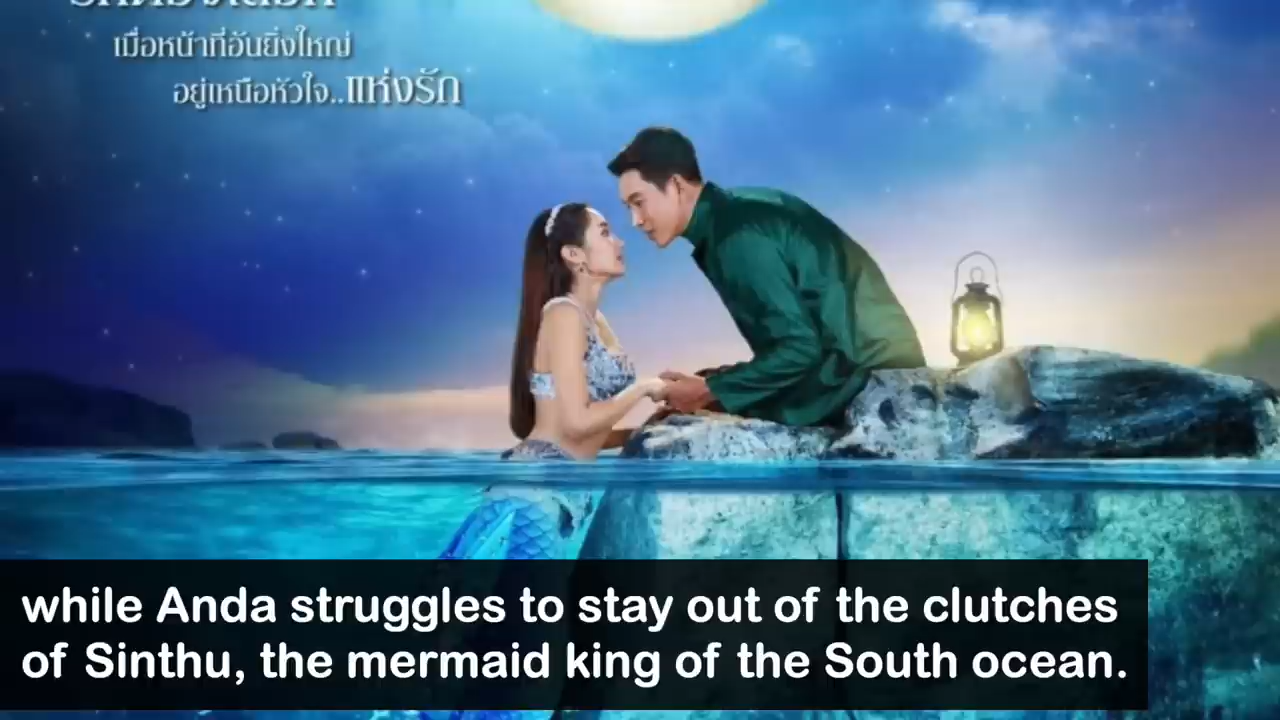 เมื่อหน้าที่อันยิ่งใหญ่
อยู่เหนือหัวใจ..แห่งรัก
while Anda struggles to stay out of the clutches
of Sinthu, the mermaid king of the South ocean.